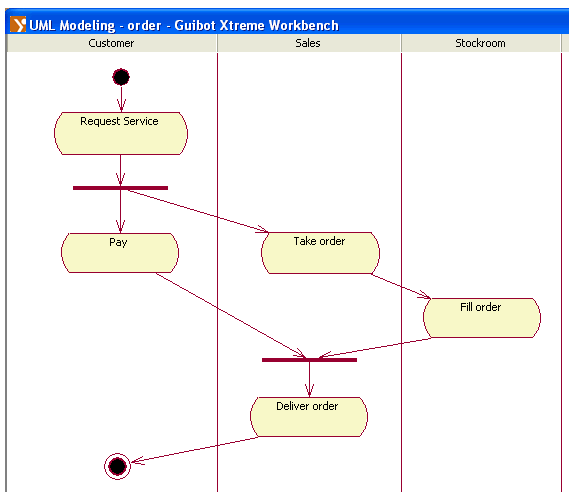 UML Modeling - order - Guibot Xtreme Workbench
Customer
Sales
Stockroom
Request Service
Pay
Take order
Fill order
Deliver order